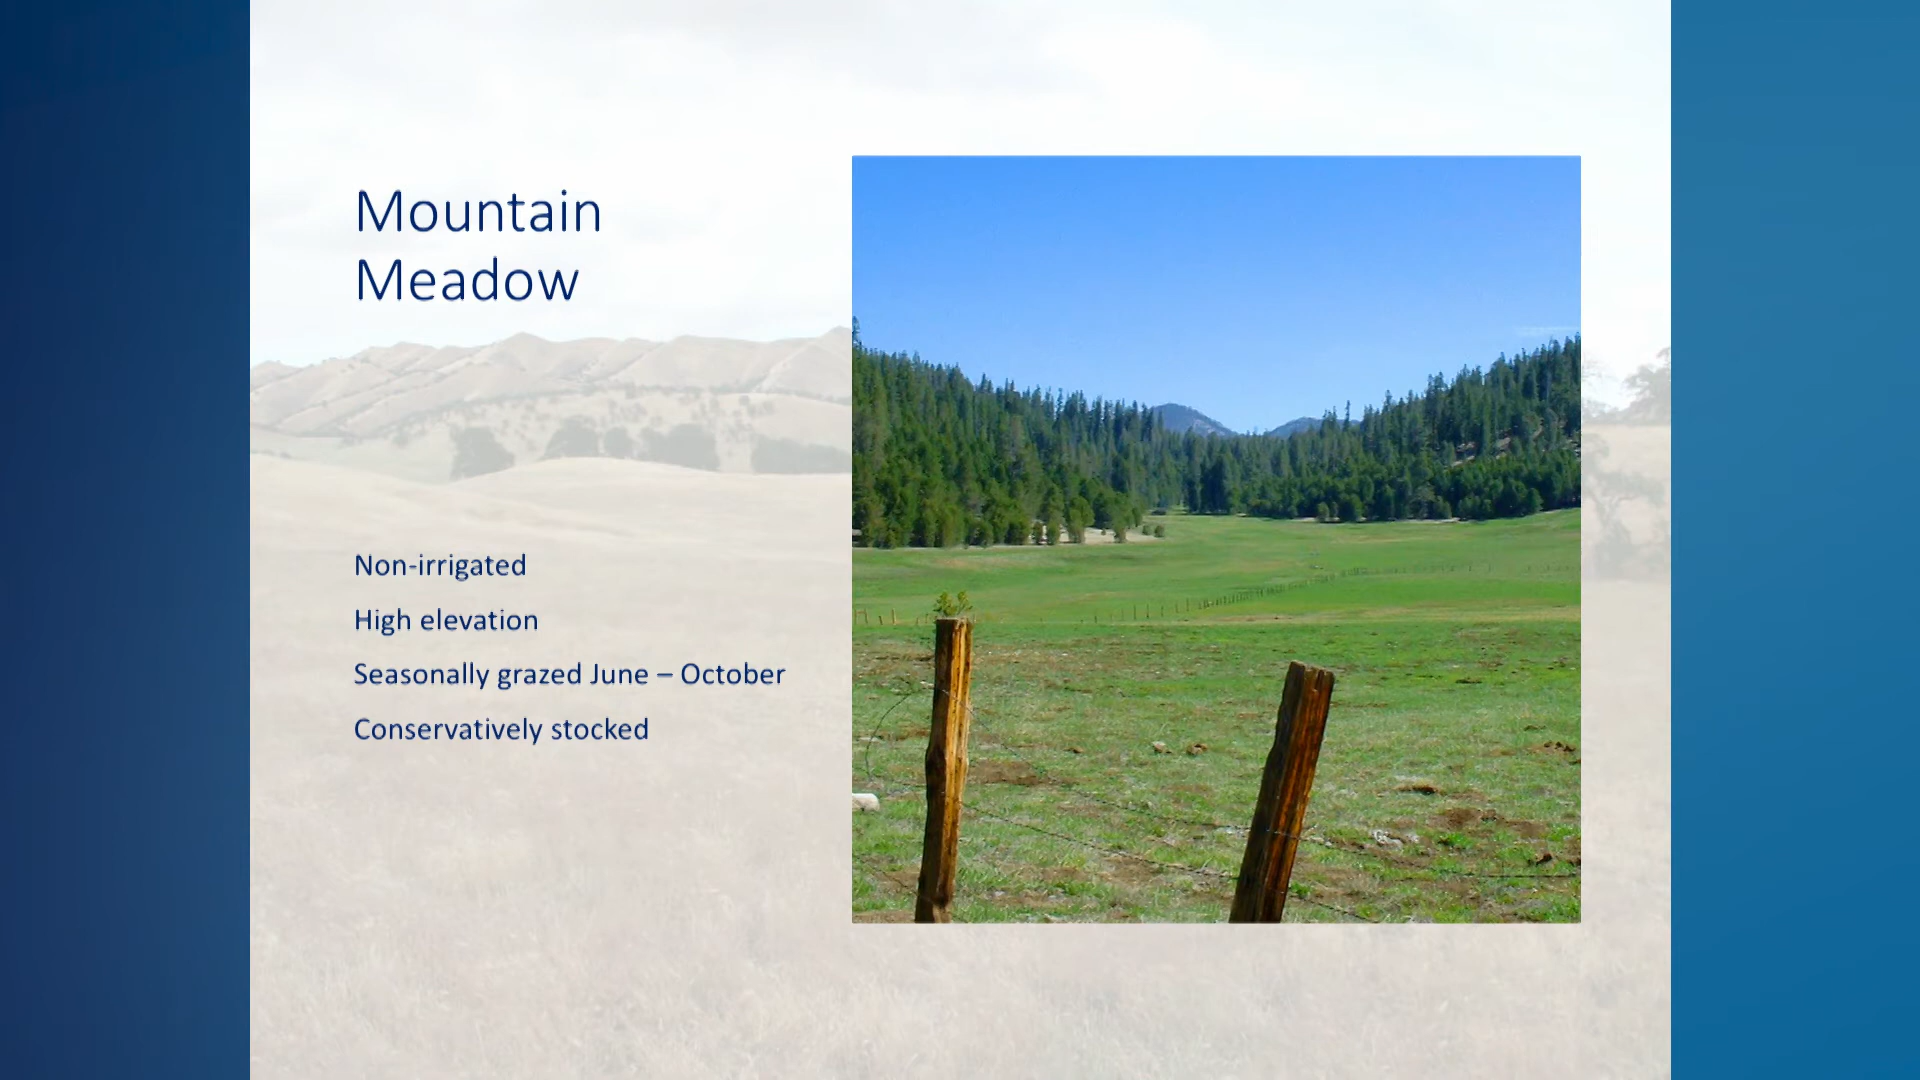 Mountain
Meadow
Non-irrigated
High elevation
Seasonally grazed June – October
Conservatively stocked